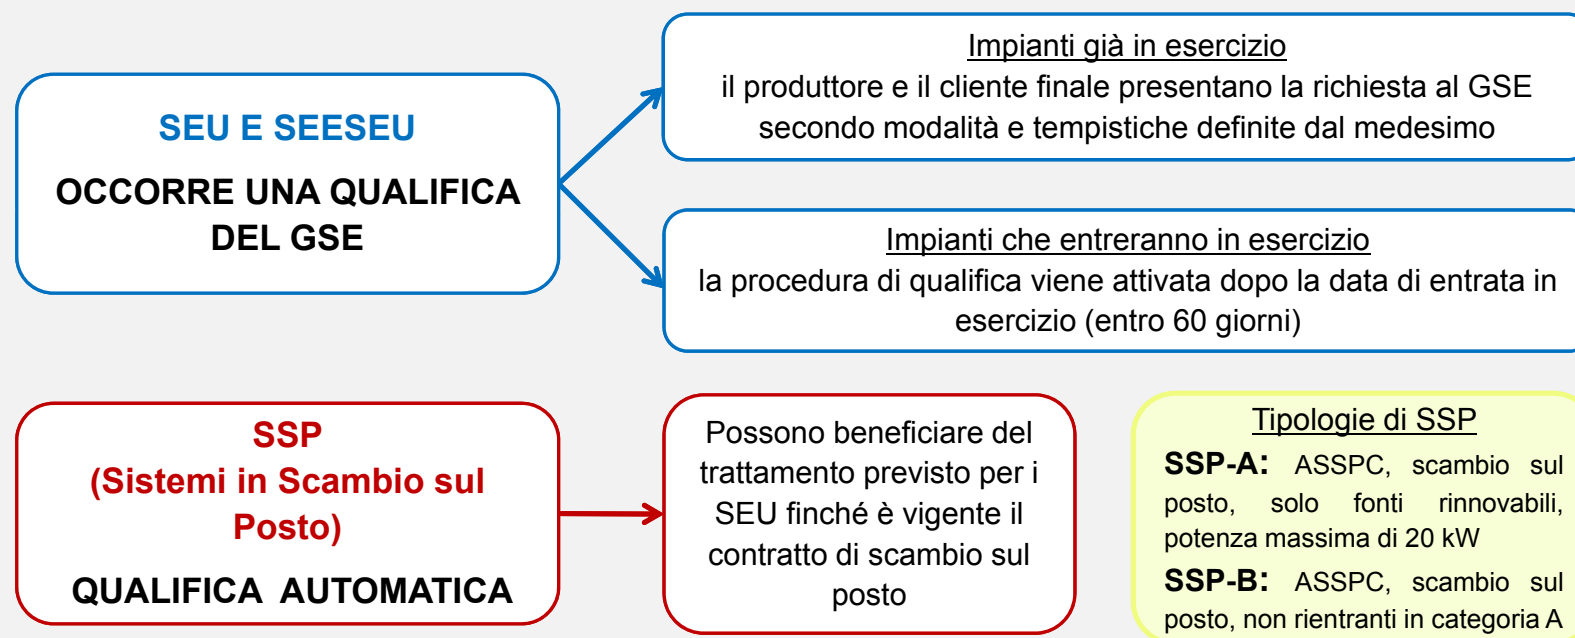 SEU E SEESEU
OCCORRE UNA QUALIFICA
DEL GSE
Impianti già in esercizio
il produttore e il cliente finale presentano la richiesta al GSE
secondo modalità e tempistiche definite dal medesimo
Impianti che entreranno in esercizio
la procedura di qualifica viene attivata dopo la data di entrata in
esercizio (entro 60 giorni)
SSP
(Sistemi in Scambio sul
Posto)
QUALIFICA AUTOMATICA
Possono beneficiare del
trattamento previsto per i
SEU finché è vigente il
contratto di scambio sul
posto
Tipologie di SSP
SSP-A: ASSPC, scambio sul
posto, solo fonti rinnovabili,
potenza massima di 20 kW
SSP-B: ASSPC, scambio sul
posto, non rientranti in categoria A